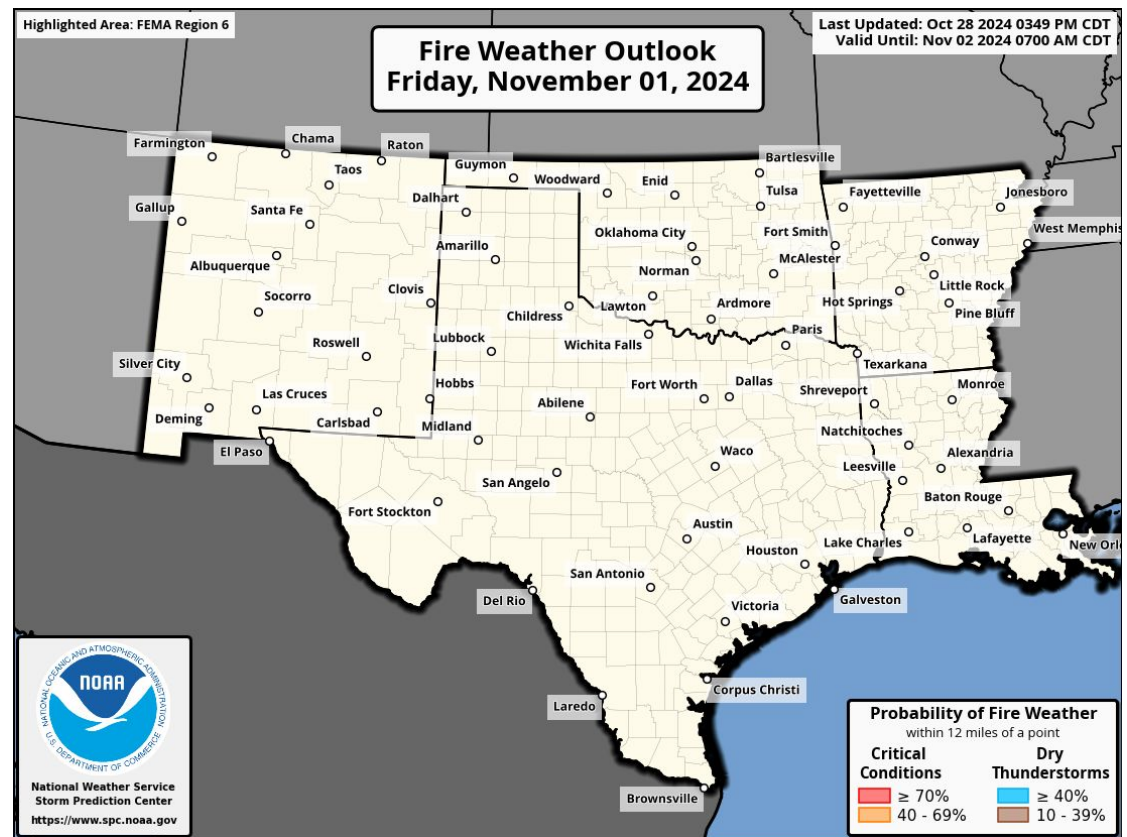 Highlighted Area: FEMA Region 6
Last Updated: Oct 28 2024 0349 PM CDT
Valid Until: Nov 02 2024 0700 AM CDT
Fire Weather Outlook
Friday, November 01, 2024
Farmington
Chama
Raton
Taos
Guymon
Woodward
Enid
Bartlesville
Tulsa
Fayetteville
Jonesboro
Gallup
Santa Fe
Dalhart
West Memphis
Oklahoma City
Fort Smith
Conway
Amarillo
Albuquerque
Norman
McAlester
Little Rock
Socorro
Clovis
Hot Springs
Childress
Lawton
Ardmore
Pine Bluff
Roswell
Lubbock
Wichita Falls
Paris
Silver City
Texarkana
Las Cruces
Hobbs
Fort Worth
Dallas
Shreveport
Monroe
Deming
Carlsbad
Abilene
Midland
Natchitoches
El Paso
Waco
Alexandria
San Angelo
Leesville
Baton Rouge
Fort Stockton
Austin
Houston
Lake Charles
Lafayette
New Orl
San Antonio
Del Rio
Victoria
Galveston
Corpus Christi
Laredo
Brownsville
NATIONAL OCEANIC AND ATMOSPHERIC ADMINISTRATION
NOAA
U.S. DEPARTMENT OF COMMERCE
National Weather Service
Storm Prediction Center
https://www.spc.noaa.gov
Probability of Fire Weather
within 12 miles of a point
Critical Conditions
≥ 70%
40 - 69%
Dry Thunderstorms
≥ 40%
10 - 39%